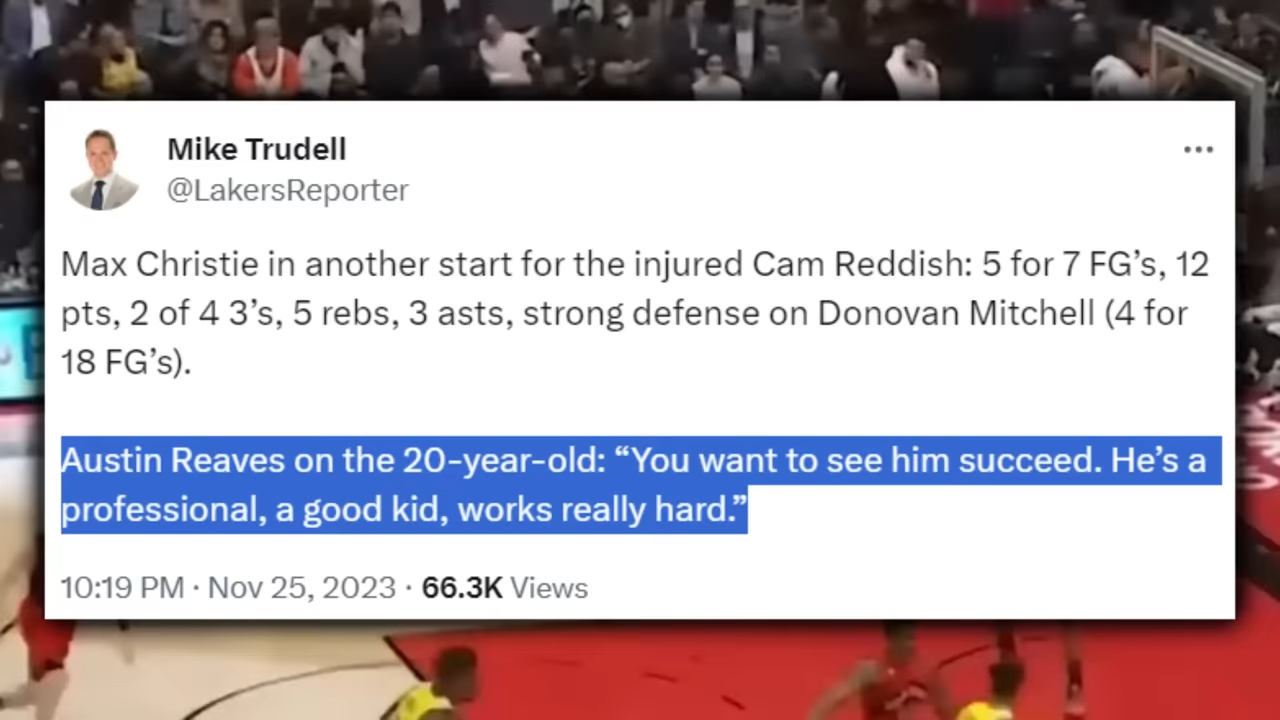 Mike Trudell
@LakersReporter
Max Christie in another start for the injured Cam Reddish: 5 for 7 FG’s, 12
pts, 2 of 4 3’s, 5 rebs, 3 asts, strong defense on Donovan Mitchell (4 for
18 FG’s).
Austin Reaves on the 20-year-old: “You want to see him succeed. He’s a
professional, a good kid, works really hard.”
10:19 PM · Nov 25, 2023 · 66.3K Views